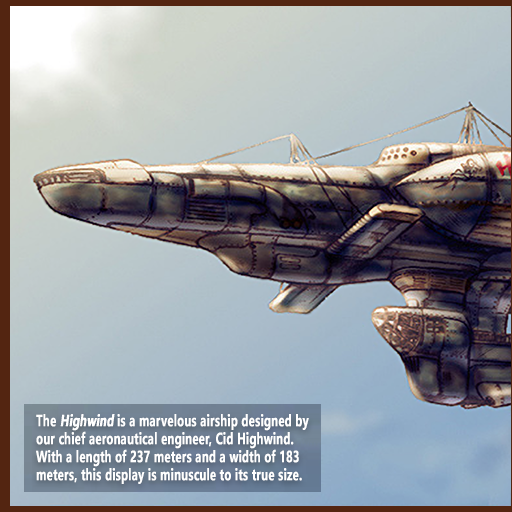 The Highwind is a marvelous airship designed by
our chief aeronautical engineer, Cid Highwind.
With a length of 237 meters and a width of 183
meters, this display is minuscule to its true size.